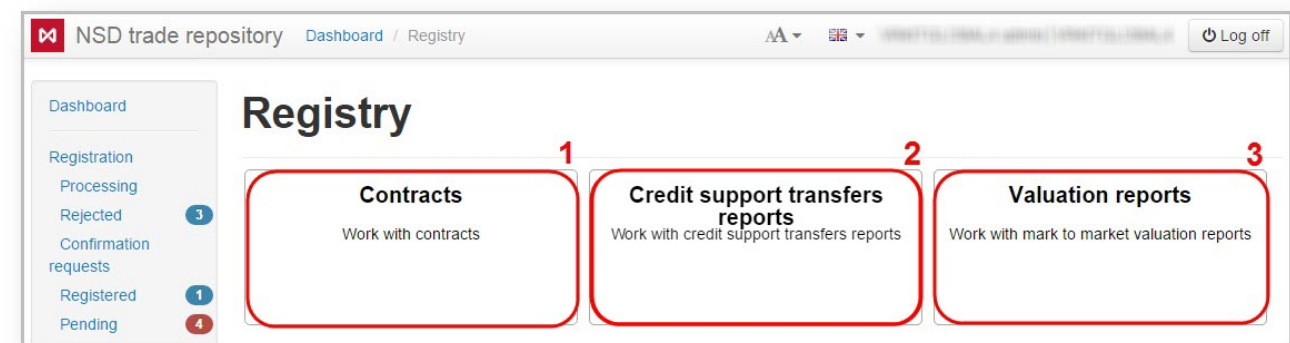 NSD trade repository Dashboard / Registry AA Log off
Dashboard
Registration
Processing
Rejected 3
Confirmation
requests
Registered 1
Pending 4
Registry
1
Contracts
Work with contracts
2
Credit support transfers
reports
Work with credit support transfers reports
3
Valuation reports
Work with mark to market valuation reports